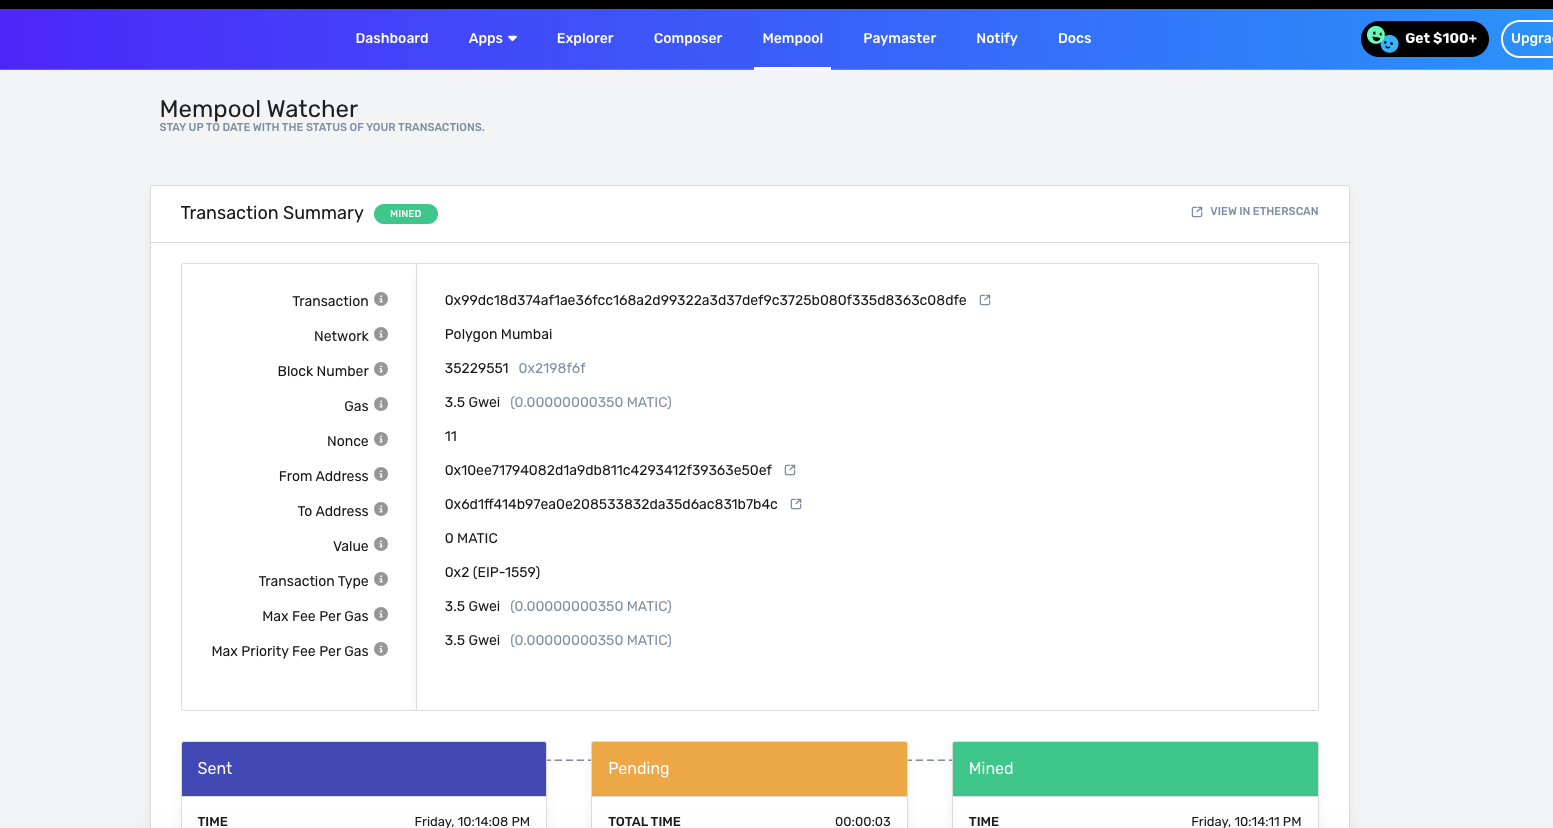 Dashboard Apps Explorer Composer Mempool Paymaster Notify Docs Get $100+ Upgra
Mempool Watcher
STAY UP TO DATE WITH THE STATUS OF YOUR TRANSACTIONS.
Transaction Summary MINED VIEW IN ETHERSCAN
Transaction 0x99dc18d374af1ae36fcc168a2d99322a3d37def9c3725b080f335d8363c08dfe
Network Polygon Mumbai
Block Number 35229551 0x2198f6f
Gas 3.5 Gwei (0.00000000350 MATIC)
Nonce 11
From Address 0x10ee71794082d1a9db811c4293412f39363e50ef
To Address 0x6d1ff414b97ea0e208533832da35d6ac831b7b4c
Value 0 MATIC
Transaction Type 0x2 (EIP-1559)
Max Fee Per Gas 3.5 Gwei (0.00000000350 MATIC)
Max Priority Fee Per Gas 3.5 Gwei (0.00000000350 MATIC)
Sent Pending Mined
TIME Friday, 10:14:08 PM TOTAL TIME 00:00:03 TIME Friday, 10:14:11 PM